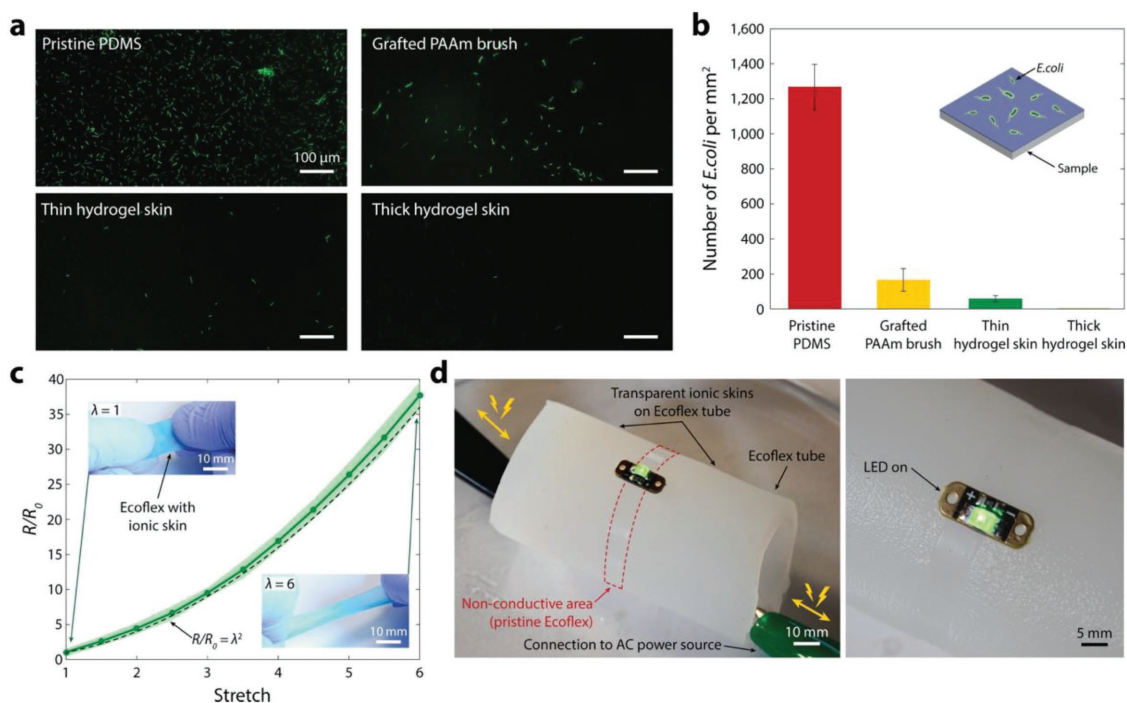 a
Pristine PDMS
100 µm
Grafted PAAm brush
Thin hydrogel skin
Thick hydrogel skin
b
Number of E.coli per mm²
1,600
1,400
1,200
1,000
800
600
400
200
0
E.coli
Sample
Pristine
PDMS
Grafted
PAAm brush
Thin
hydrogel skin
Thick
hydrogel skin
c
R/R₀
40
35
30
25
20
15
10
5
0
λ = 1
10 mm
Ecoflex with
ionic skin
λ = 6
10 mm
R/R₀ = λ²
1 2 3 4 5 6
Stretch
d
Transparent ionic skins
on Ecoflex tube
Ecoflex tube
Non-conductive area
(pristine Ecoflex)
10 mm
Connection to AC power source
LED on
5 mm